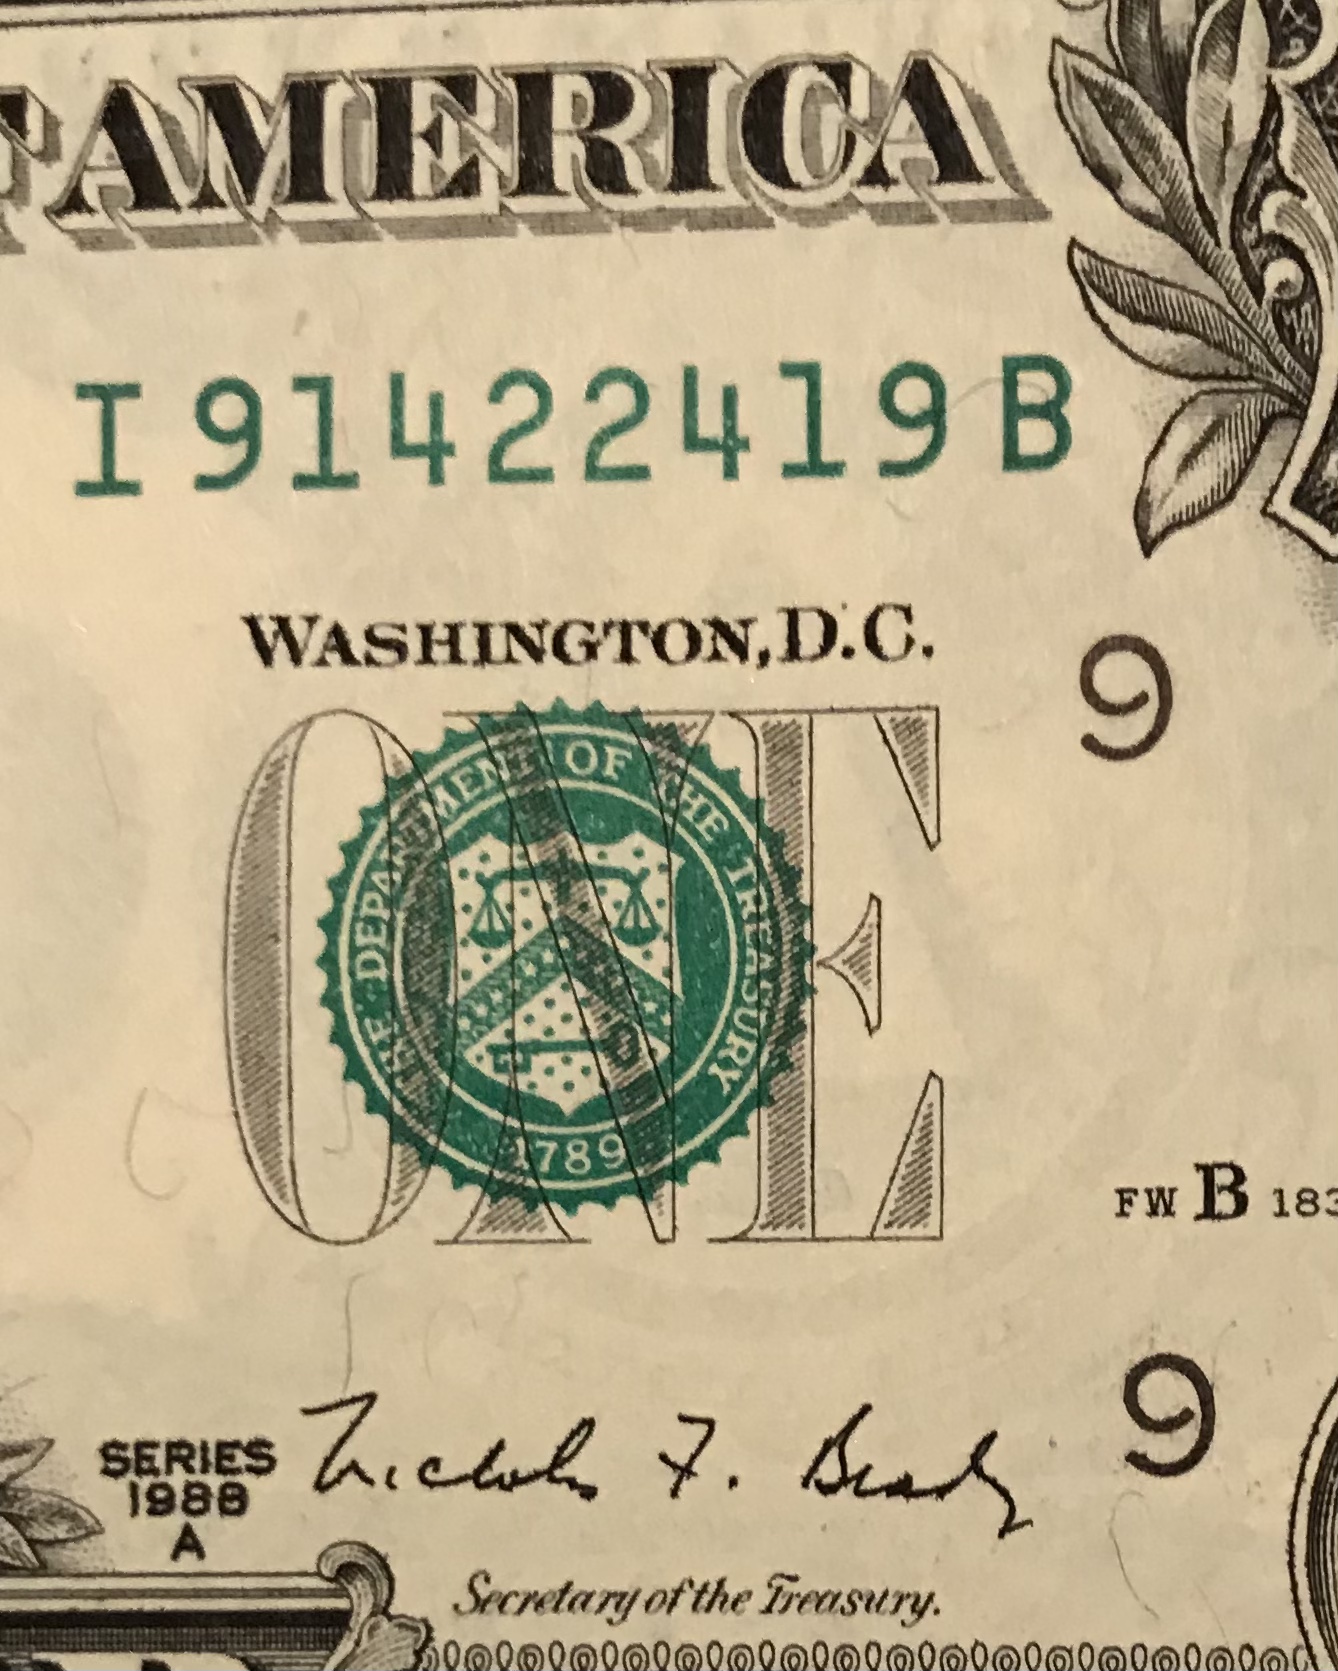 F AMERICA
I 91422419 B
WASHINGTON, D.C.
9
ONE
THE DEPARTMENT OF THE TREASURY
1789
FW B 183
9
SERIES
1988
A
Nicholas F. Brady
Secretary of the Treasury.